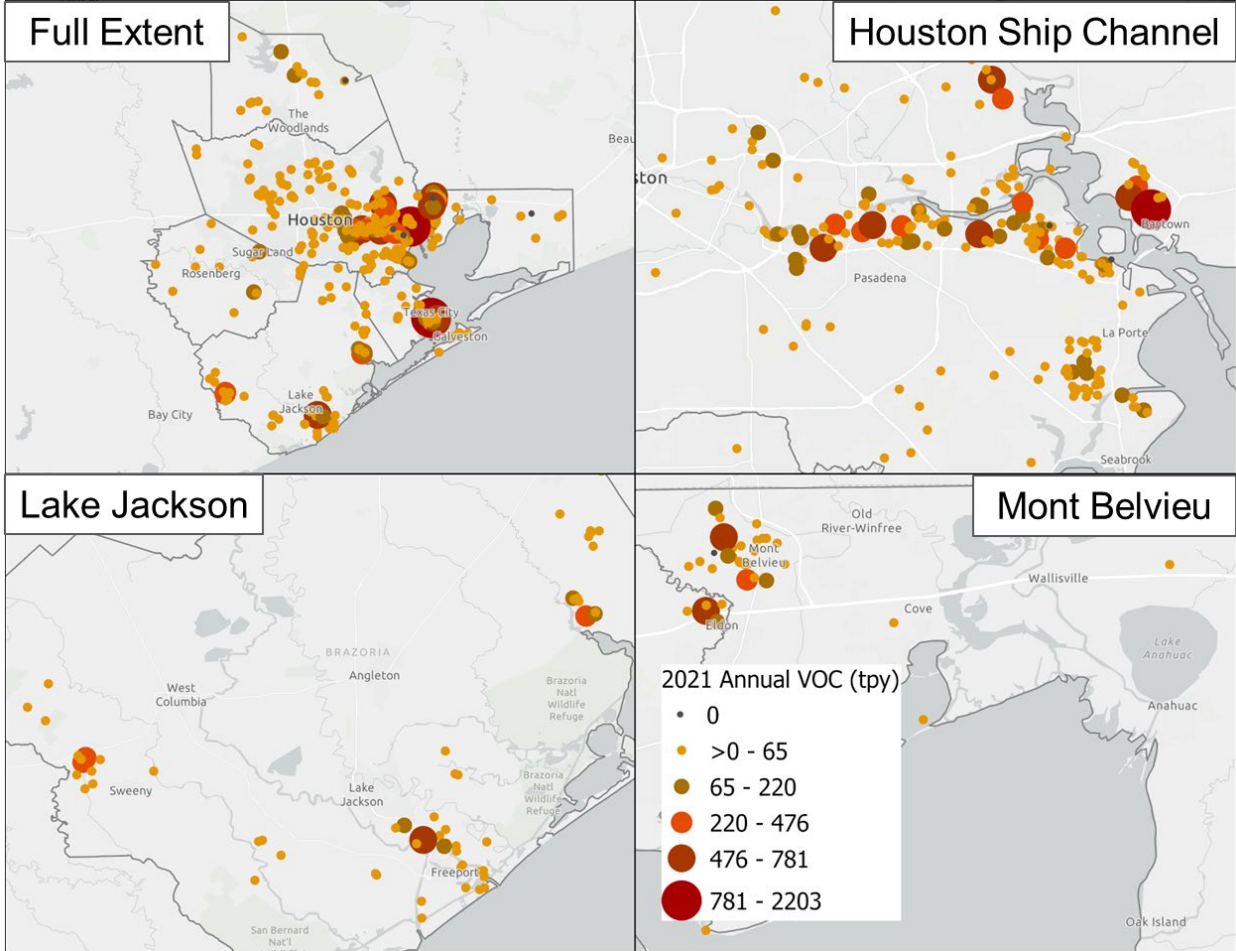 Full Extent
The
Woodlands
Beau
Houston
Sugar Land
Rosenberg
Texas City
Galveston
Lake
Jackson
Bay City
Houston Ship Channel
ston
Baytown
Pasadena
La Porte
Seabrook
Lake Jackson
BRAZORIA
Angleton
West
Columbia
Brazoria
Natl
Wildlife
Refuge
Sweeny
Lake
Jackson
Brazoria
Natl
Wildlife
Refuge
Freeport
San Bernard
Nat'l
Mont Belvieu
Old
River-Winfree
Mont
Belvieu
Wallisville
Cove
Eldon
Lake
Anahuac
Anahuac
Oak Island
2021 Annual VOC (tpy)
0
>0 - 65
65 - 220
220 - 476
476 - 781
781 - 2203